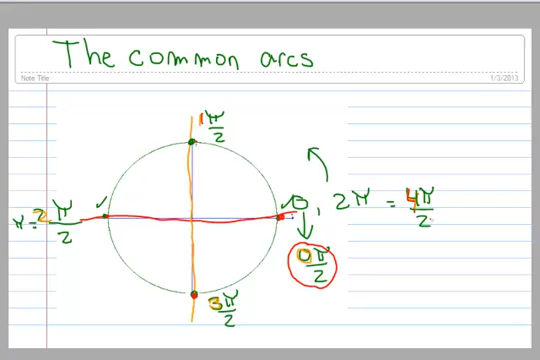 The common arcs
Note Title
1/3/2013
1π/2
π = 2π/2
0, 2π = 4π/2
0π/2
3π/2